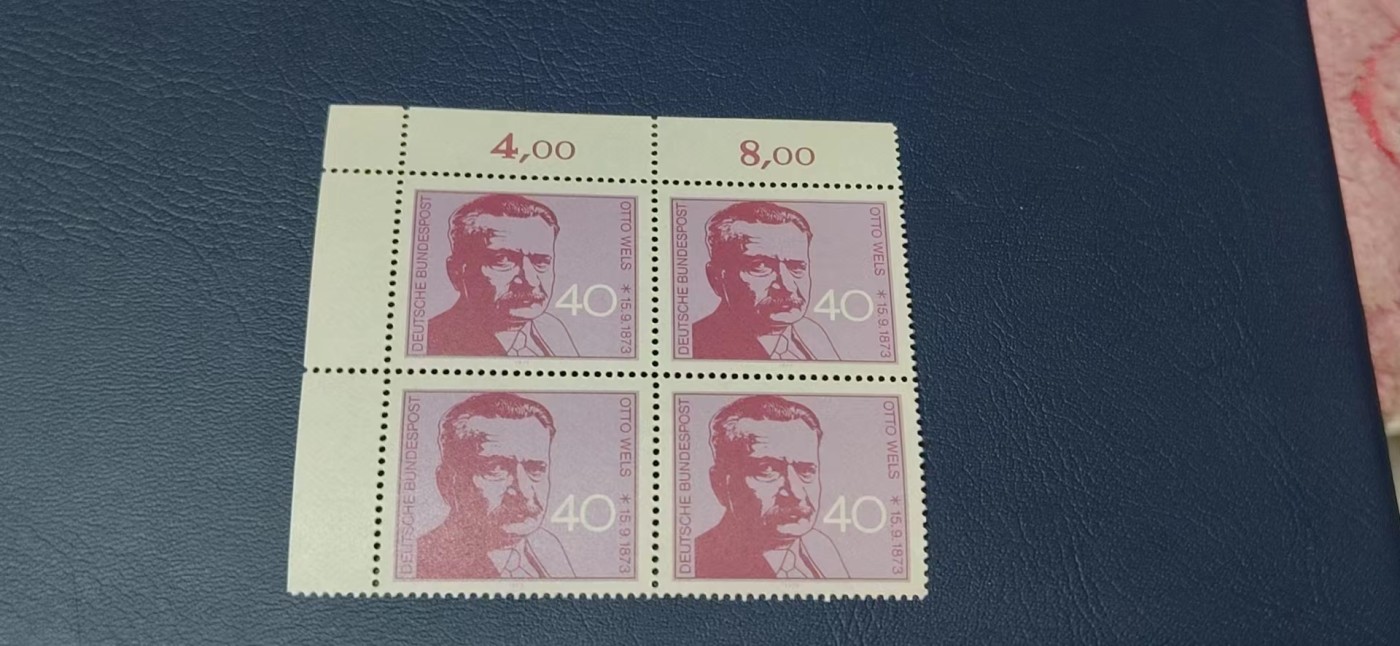 4,00
8,00
DEUTSCHE BUNDESPOST
40
OTTO WELS *15.9.1873
DEUTSCHE BUNDESPOST
40
OTTO WELS *15.9.1873
DEUTSCHE BUNDESPOST
40
OTTO WELS *15.9.1873
DEUTSCHE BUNDESPOST
40
OTTO WELS *15.9.1873